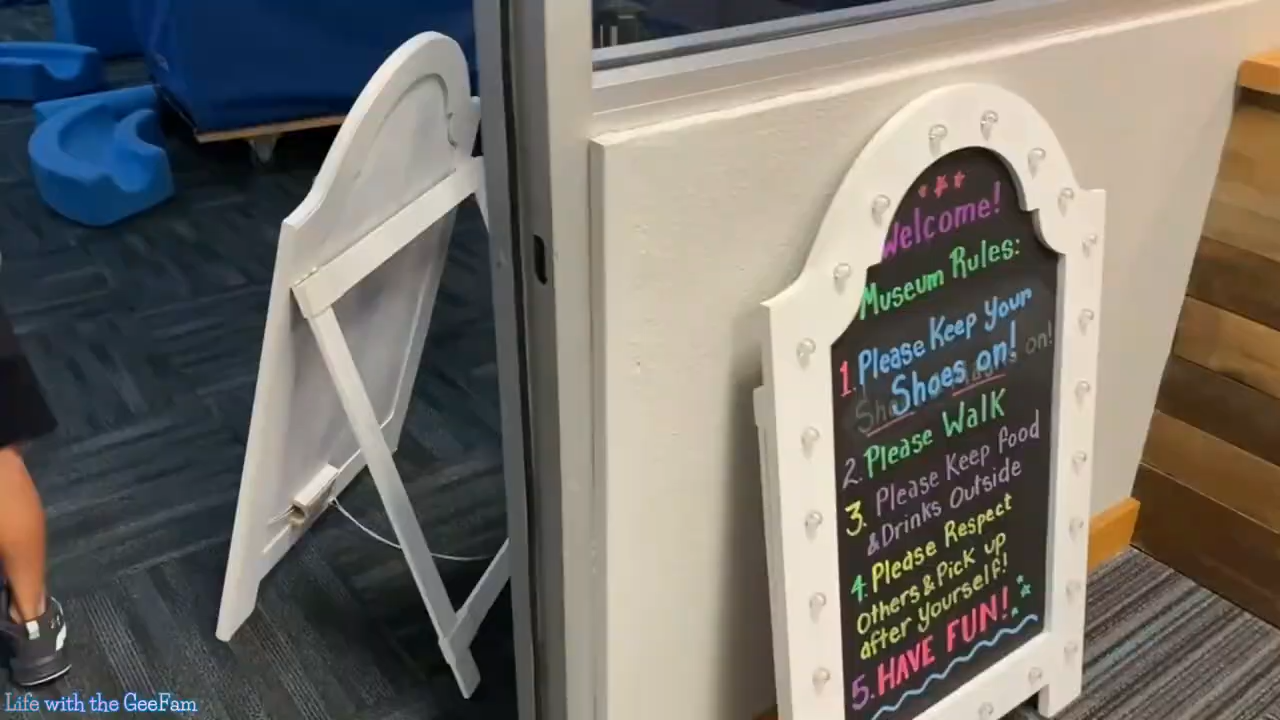 Welcome!
Museum Rules:
1. Please Keep Your
Shoes on!
2. Please Walk
3. Please Keep food
& Drinks Outside
4. Please Respect
others & Pick up
after yourself!
5. HAVE FUN!
Life with the GeeFam